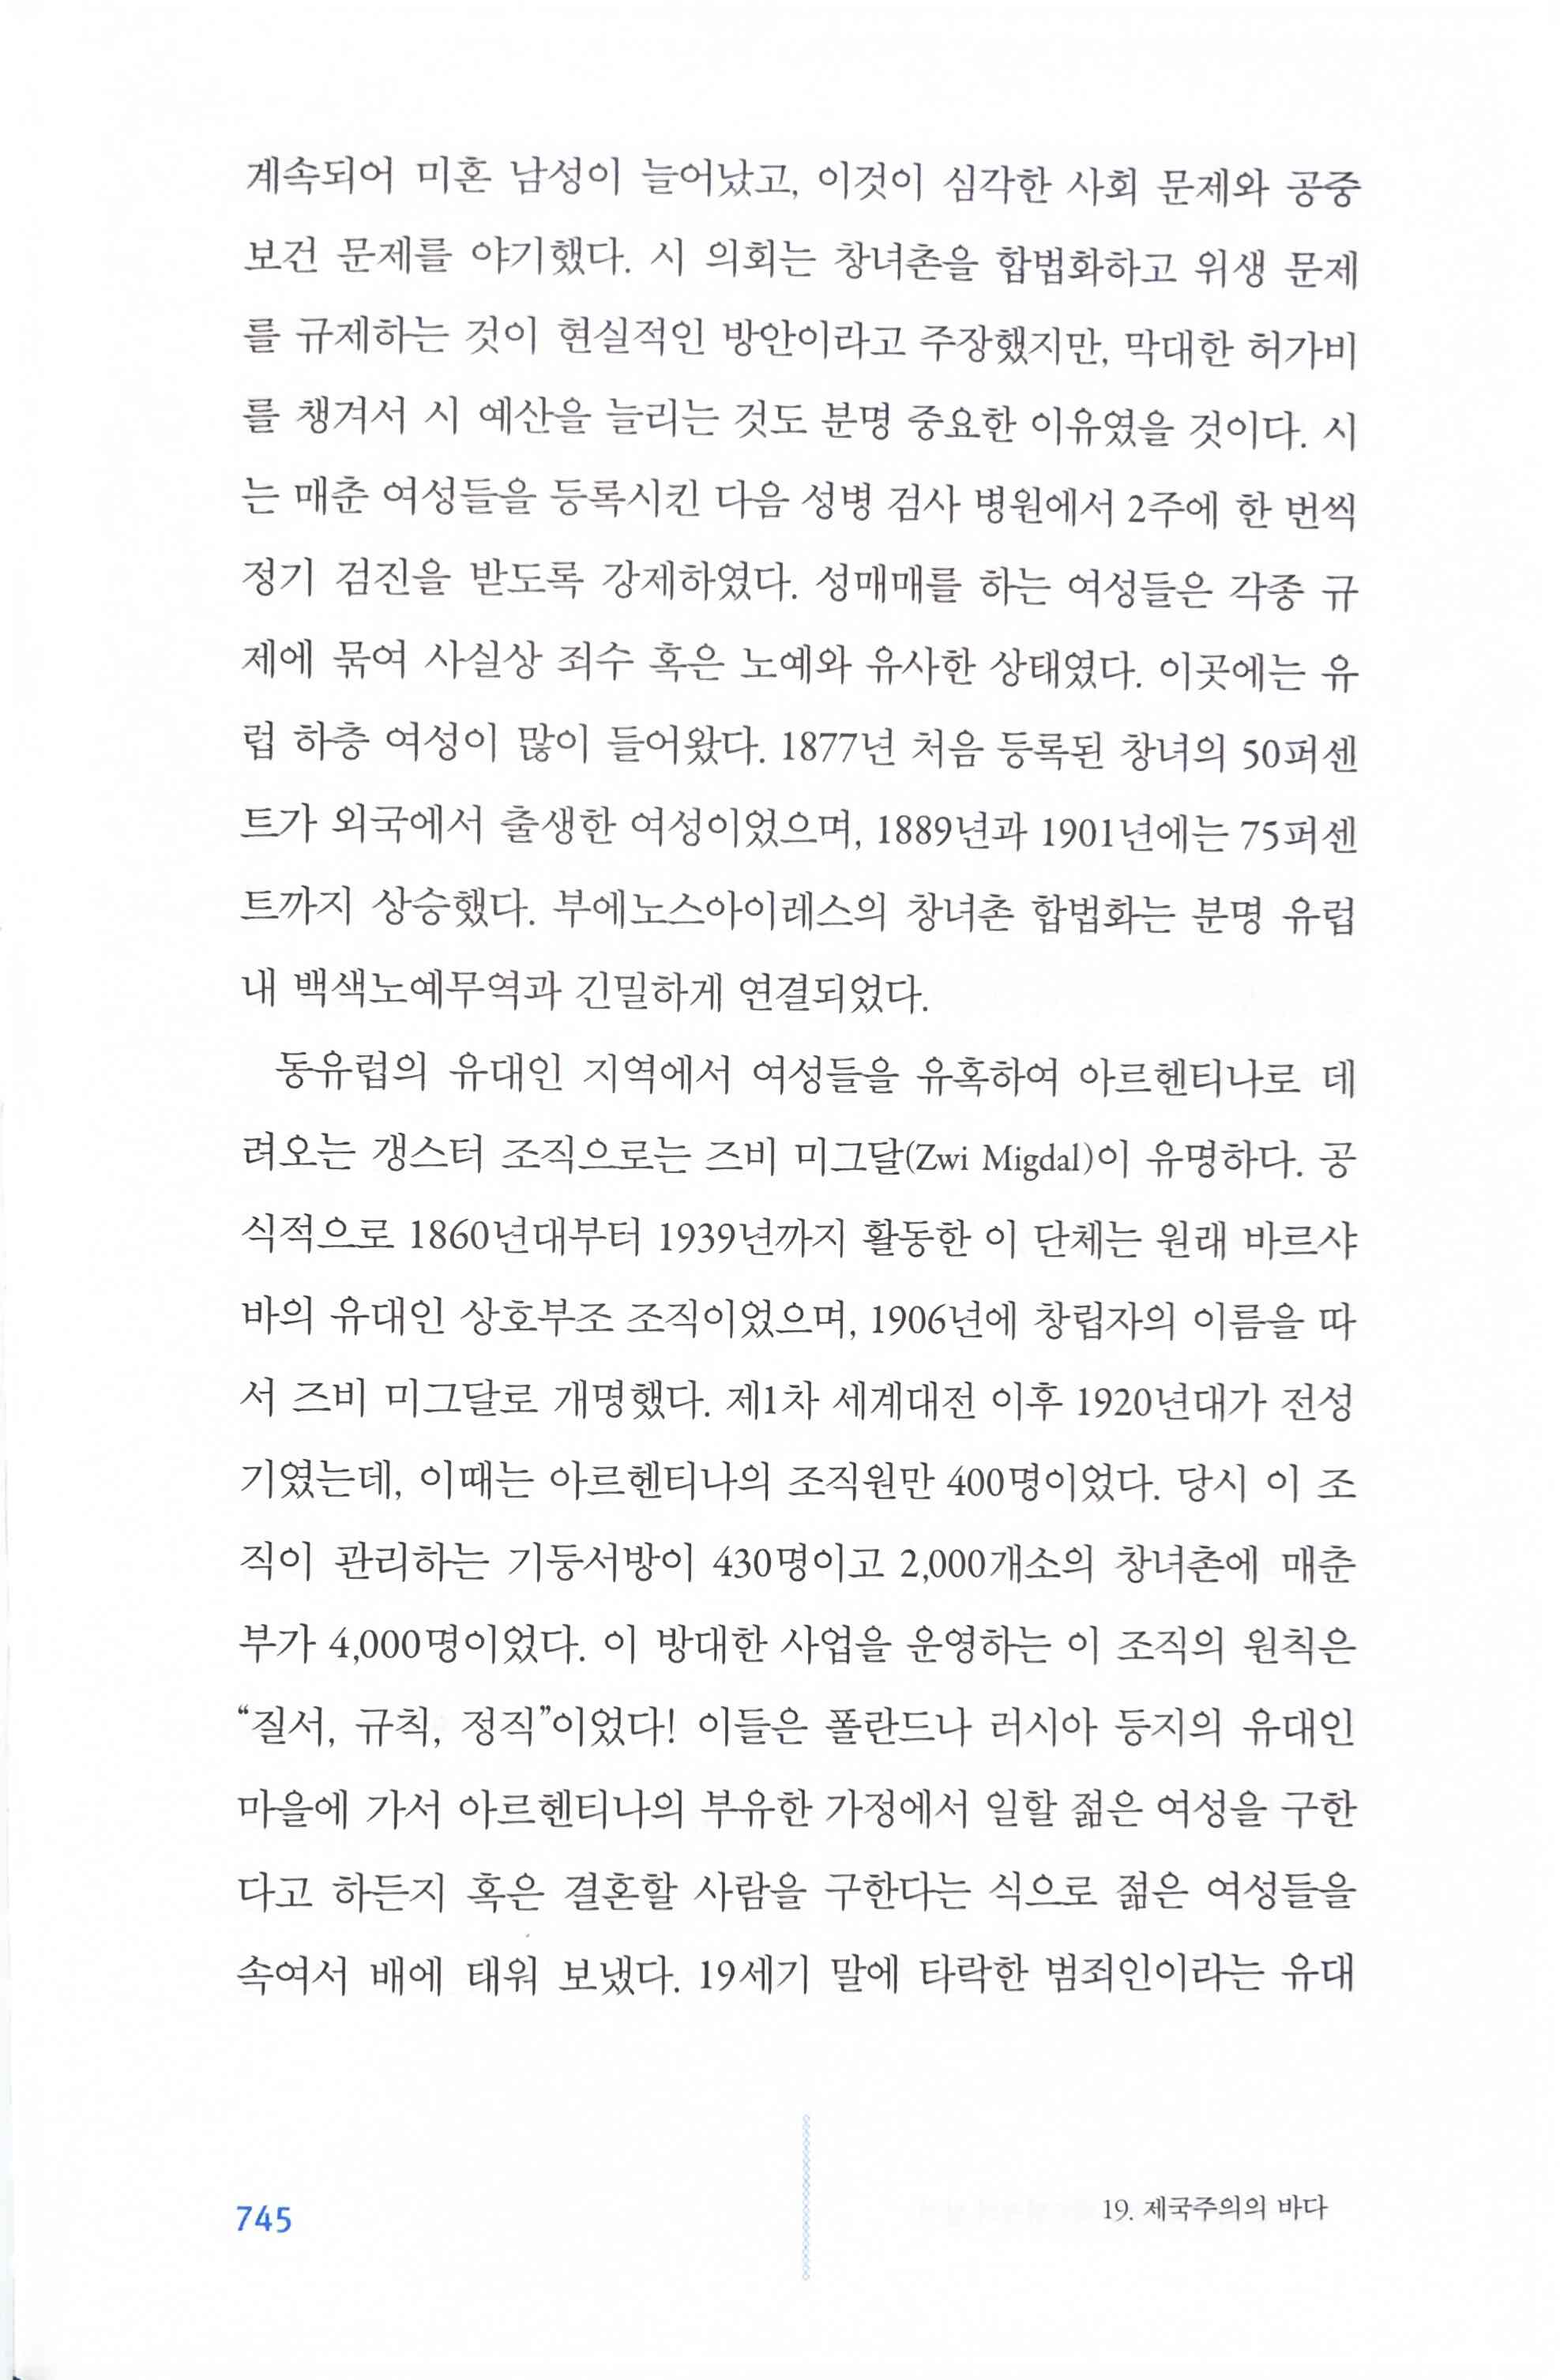 계속되어 미혼 남성이 늘어났고, 이것이 심각한 사회 문제와 공중
보건 문제를 야기했다. 시 의회는 창녀촌을 합법화하고 위생 문제
를 규제하는 것이 현실적인 방안이라고 주장했지만, 막대한 허가비
를 챙겨서 시 예산을 늘리는 것도 분명 중요한 이유였을 것이다. 시
는 매춘 여성들을 등록시킨 다음 성병 검사 병원에서 2주에 한 번씩
정기 검진을 받도록 강제하였다. 성매매를 하는 여성들은 각종 규
제에 묶여 사실상 죄수 혹은 노예와 유사한 상태였다. 이곳에는 유
럽 하층 여성이 많이 들어왔다. 1877년 처음 등록된 창녀의 50퍼센
트가 외국에서 출생한 여성이었으며, 1889년과 1901년에는 75퍼센
트까지 상승했다. 부에노스아이레스의 창녀촌 합법화는 분명 유럽
내 백색노예무역과 긴밀하게 연결되었다.
동유럽의 유대인 지역에서 여성들을 유혹하여 아르헨티나로 데
려오는 갱스터 조직으로는 즈비 미그달(Zwi Migdal)이 유명하다. 공
식적으로 1860년대부터 1939년까지 활동한 이 단체는 원래 바르샤
바의 유대인 상호부조 조직이었으며, 1906년에 창립자의 이름을 따
서 즈비 미그달로 개명했다. 제1차 세계대전 이후 1920년대가 전성
기였는데, 이때는 아르헨티나의 조직원만 400명이었다. 당시 이 조
직이 관리하는 기둥서방이 430명이고 2,000개소의 창녀촌에 매춘
부가 4,000명이었다. 이 방대한 사업을 운영하는 이 조직의 원칙은
“질서, 규칙, 정직”이었다! 이들은 폴란드나 러시아 등지의 유대인
마을에 가서 아르헨티나의 부유한 가정에서 일할 젊은 여성을 구한
다고 하든지 혹은 결혼할 사람을 구한다는 식으로 젊은 여성들을
속여서 배에 태워 보냈다. 19세기 말에 타락한 범죄인이라는 유대
745
19. 제국주의의 바다